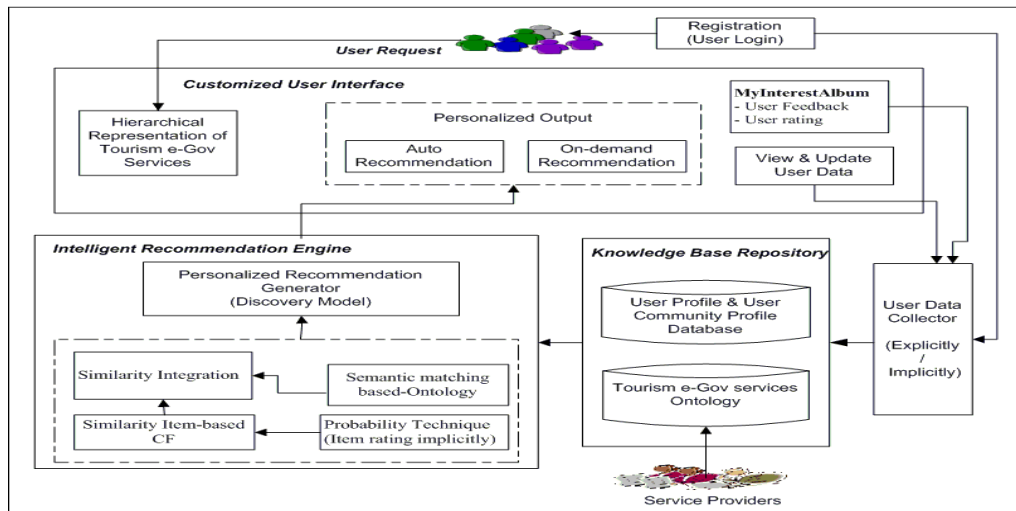 Registration
(User Login)
User Request
Customized User Interface
Hierarchical
Representation of
Tourism e-Gov
Services
Personalized Output
Auto
Recommendation
On-demand
Recommendation
MyInterestAlbum
- User Feedback
- User rating
View & Update
User Data
Intelligent Recommendation Engine
Personalized Recommendation
Generator
(Discovery Model)
Similarity Integration
Semantic matching
based-Ontology
Similarity Item-based
CF
Probability Technique
(Item rating implicitly)
Knowledge Base Repository
User Profile & User
Community Profile
Database
Tourism e-Gov services
Ontology
User Data
Collector
(Explicitly
/
Implicitly)
Service Providers